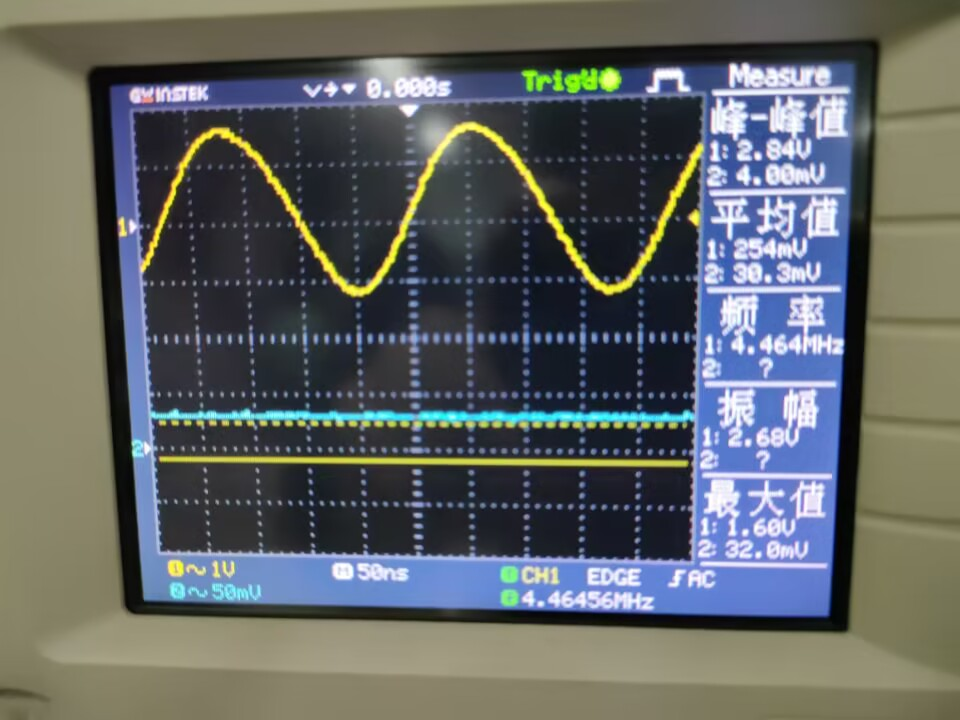 GW INSTEK 0.000s Trig'd Measure
峰-峰值
1: 2.84V
2: 4.00mV
平均值
1: 254mV
2: 30.3mV
频 率
1: 4.464MHz
2: ?
振 幅
1: 2.68V
2: ?
最大值
1: 1.60V
2: 32.0mV
1
2
1 ~ 1V M 50ns CH1 EDGE AC
2 ~ 50mV 4.46456MHz